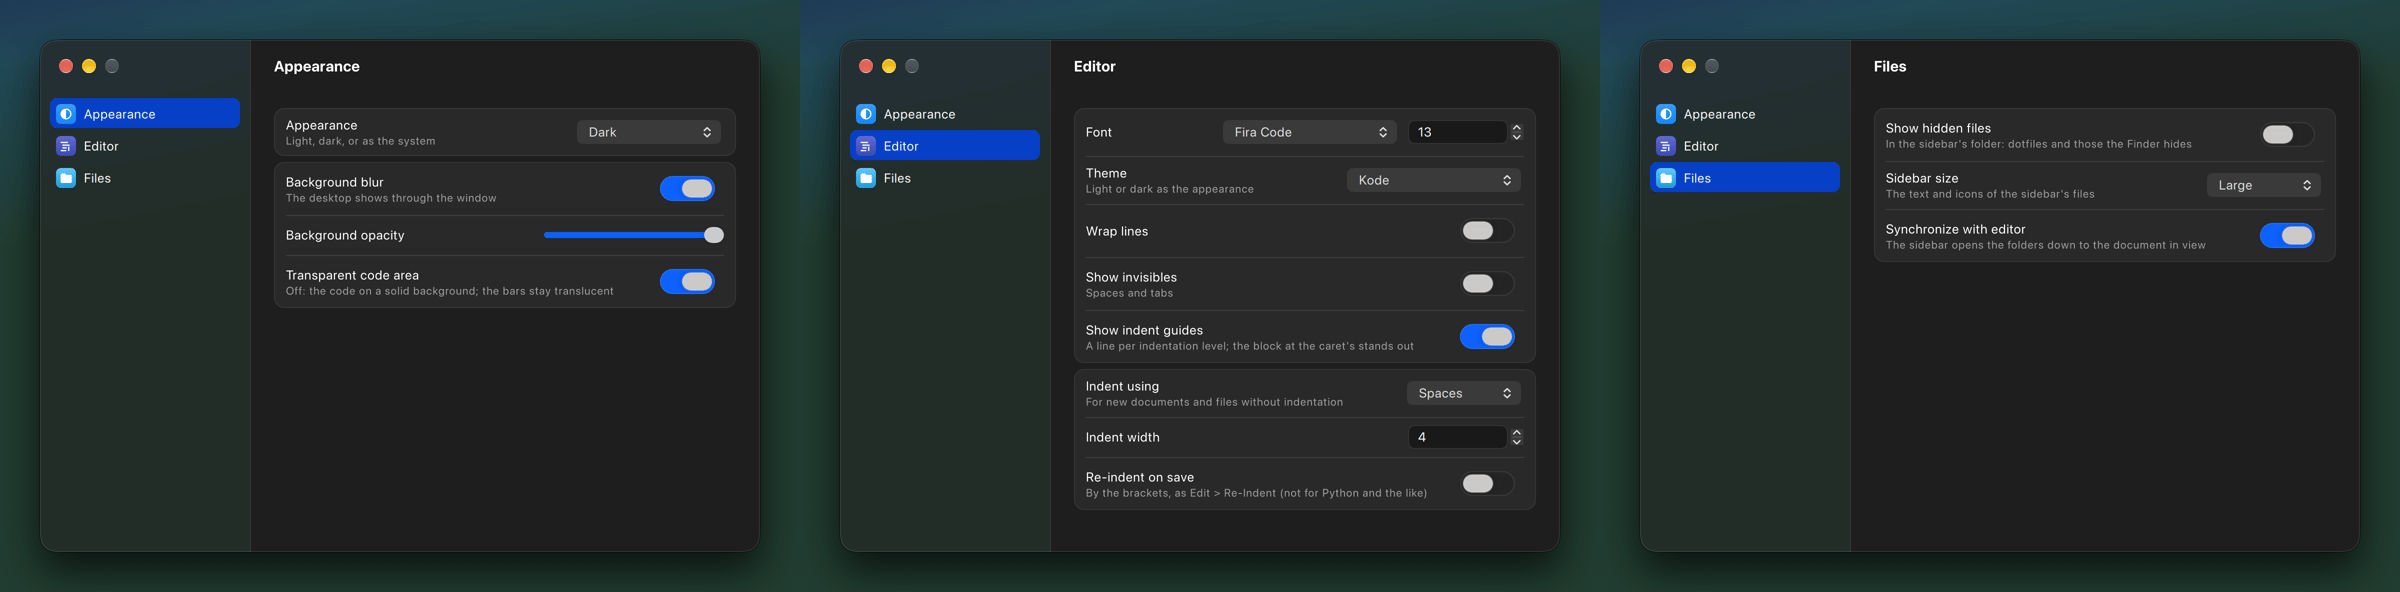 Appearance
Editor
Files
Appearance
Appearance
Light, dark, or as the system
Dark
Background blur
The desktop shows through the window
Background opacity
Transparent code area
Off: the code on a solid background; the bars stay translucent
Appearance
Editor
Files
Editor
Font
Fira Code
13
Theme
Light or dark as the appearance
Kode
Wrap lines
Show invisibles
Spaces and tabs
Show indent guides
A line per indentation level; the block at the caret's stands out
Indent using
For new documents and files without indentation
Spaces
Indent width
4
Re-indent on save
By the brackets, as Edit > Re-Indent (not for Python and the like)
Appearance
Editor
Files
Files
Show hidden files
In the sidebar's folder: dotfiles and those the Finder hides
Sidebar size
The text and icons of the sidebar's files
Large
Synchronize with editor
The sidebar opens the folders down to the document in view